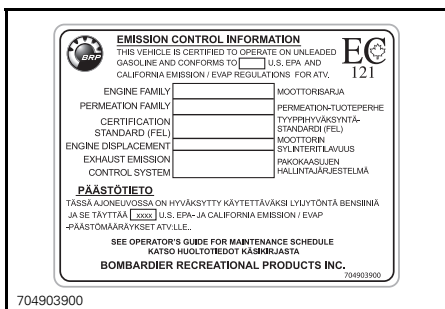 EMISSION CONTROL INFORMATION
THIS VEHICLE IS CERTIFIED TO OPERATE ON UNLEADED
GASOLINE AND CONFORMS TO U.S. EPA AND
CALIFORNIA EMISSION / EVAP REGULATIONS FOR ATV.
BRP
EC
121
ENGINE FAMILY MOOTTORISARJA
PERMEATION FAMILY PERMEATION-TUOTEPERHE
CERTIFICATION TYYPPIHYVÄKSYNTÄ-
STANDARD (FEL) STANDARDI (FEL)
ENGINE DISPLACEMENT MOOTTORIN
SYLINTERITILAVUUS
EXHAUST EMISSION PAKOKAASUJEN
CONTROL SYSTEM HALLINTAJÄRJESTELMÄ
PÄÄSTÖTIETO
TÄSSÄ AJONEUVOSSA ON HYVÄKSYTTY KÄYTETTÄVÄKSI LYIJYTÖNTÄ BENSIINIÄ
JA SE TÄYTTÄÄ xxxx U.S. EPA- JA CALIFORNIA EMISSION / EVAP
-PÄÄSTÖMÄÄRÄYKSET ATV:LLE..
SEE OPERATOR'S GUIDE FOR MAINTENANCE SCHEDULE
KATSO HUOLTOTIEDOT KÄSIKIRJASTA
BOMBARDIER RECREATIONAL PRODUCTS INC.
704903900
704903900